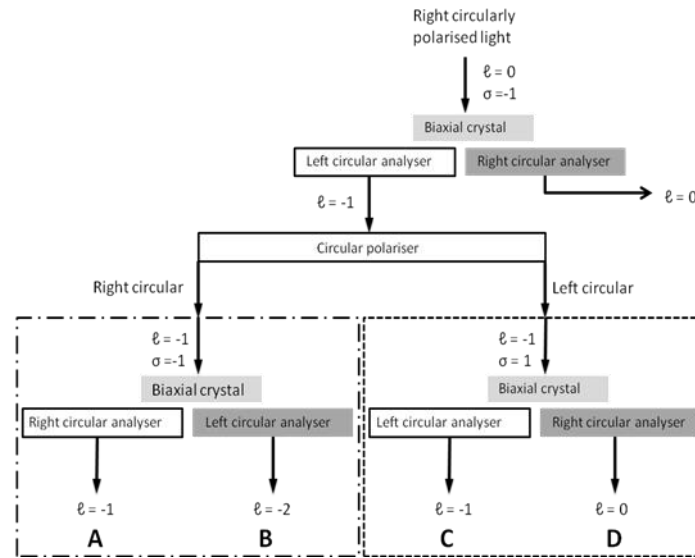 Right circularly
polarised light
ℓ = 0
σ = -1
Biaxial crystal
Left circular analyser
Right circular analyser
ℓ = -1
ℓ = 0
Circular polariser
Right circular
Left circular
ℓ = -1
σ = -1
Biaxial crystal
Right circular analyser
Left circular analyser
ℓ = -1
ℓ = -2
A
B
ℓ = -1
σ = 1
Biaxial crystal
Left circular analyser
Right circular analyser
ℓ = -1
ℓ = 0
C
D